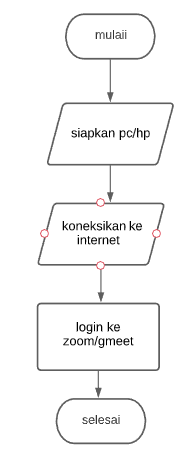 mulaii
siapkan pc/hp
koneksikan ke
internet
login ke
zoom/gmeet
selesai